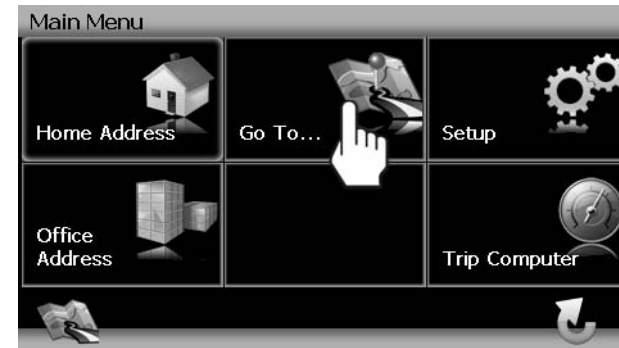 Main Menu
Home Address
Go To...
Setup
Office
Address
Trip Computer